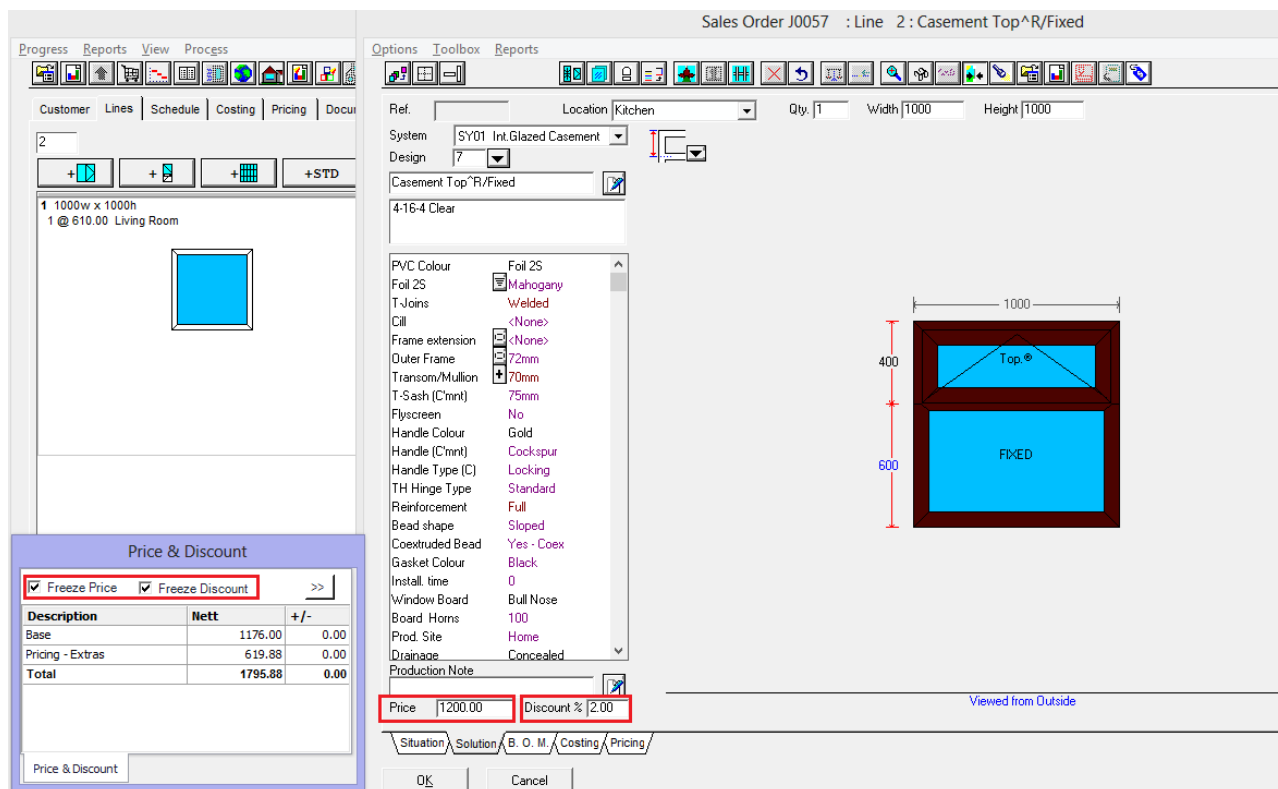 Sales Order J0057 : Line 2 : Casement Top^R/Fixed
Progress Reports View Process
Options Toolbox Reports
Customer Lines Schedule Costing Pricing Docu
2
+ + + +STD
1 1000w x 1000h
1 @ 610.00 Living Room
Ref. Location Kitchen Qty. 1 Width 1000 Height 1000
System SY01 Int.Glazed Casement
Design 7
Casement Top^R/Fixed
4-16-4 Clear
PVC Colour Foil 2S
Foil 2S Mahogany
T-Joins Welded
Cill <None>
Frame extension <None>
Outer Frame 72mm
Transom/Mullion 70mm
T-Sash (C'mnt) 75mm
Flyscreen No
Handle Colour Gold
Handle (C'mnt) Cockspur
Handle Type (C) Locking
TH Hinge Type Standard
Reinforcement Full
Bead shape Sloped
Coextruded Bead Yes - Coex
Gasket Colour Black
Install. time 0
Window Board Bull Nose
Board Horns 100
Prod. Site Home
Drainage Concealed
Production Note
Price 1200.00 Discount % 2.00
Situation Solution B. O. M. Costing Pricing
OK Cancel
1000
400
Top.®
600
FIXED
Viewed from Outside
Price & Discount
Freeze Price Freeze Discount >>
Description Nett +/-
Base 1176.00 0.00
Pricing - Extras 619.88 0.00
Total 1795.88 0.00
Price & Discount